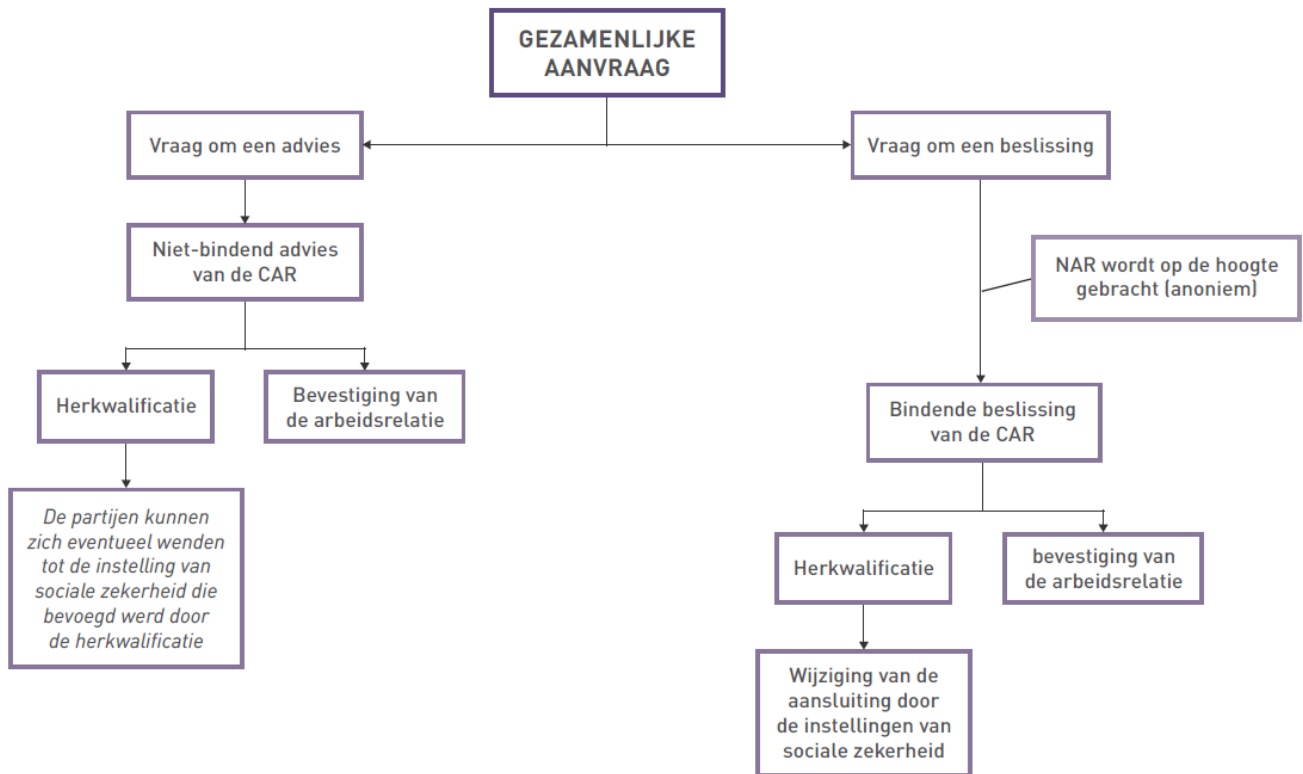 GEZAMENLIJKE
AANVRAAG
Vraag om een advies
Vraag om een beslissing
Niet-bindend advies
van de CAR
NAR wordt op de hoogte
gebracht (anoniem)
Herkwalificatie
Bevestiging van
de arbeidsrelatie
Bindende beslissing
van de CAR
De partijen kunnen
zich eventueel wenden
tot de instelling van
sociale zekerheid die
bevoegd werd door
de herkwalificatie
Herkwalificatie
bevestiging van
de arbeidsrelatie
Wijziging van de
aansluiting door
de instellingen van
sociale zekerheid